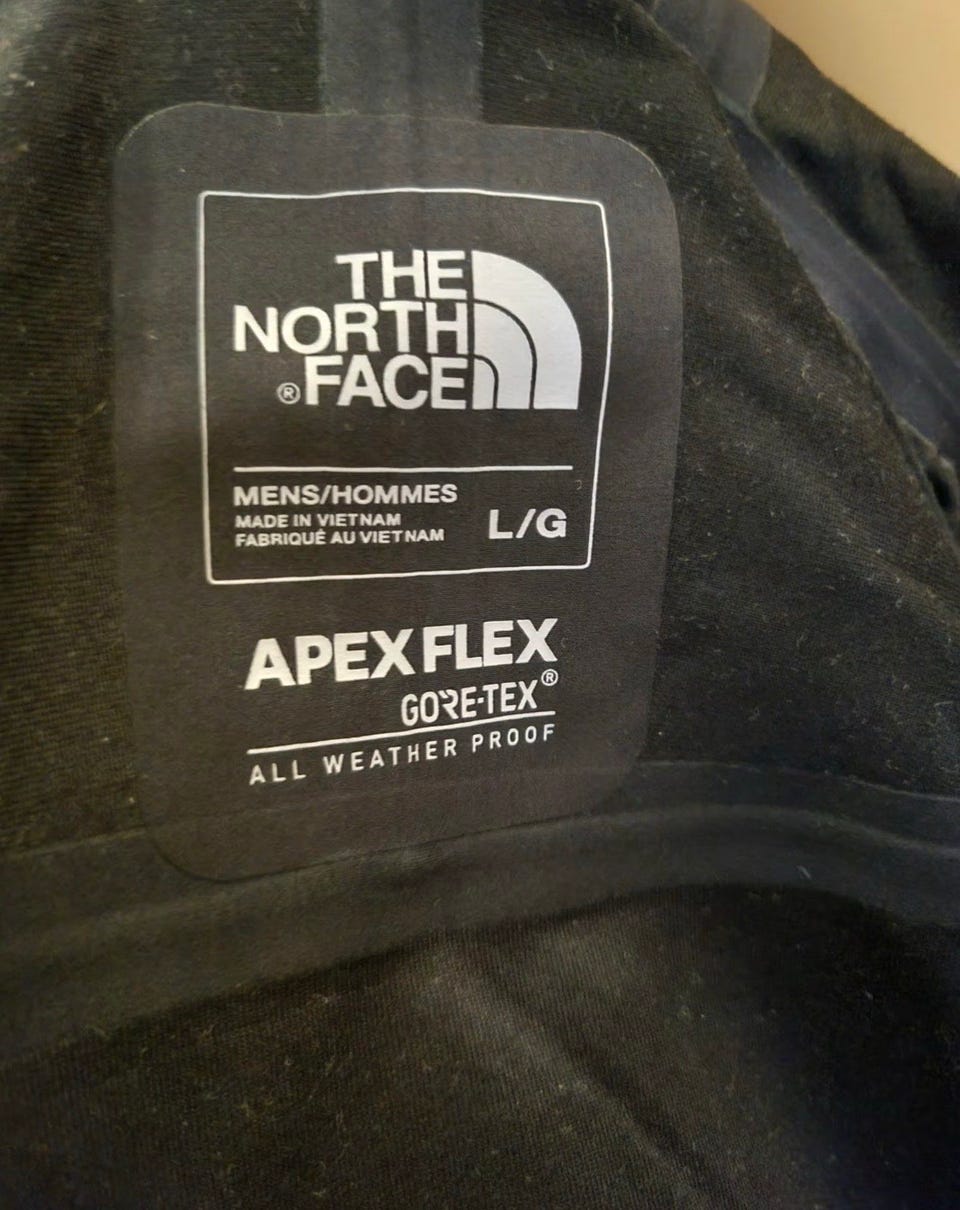 THE
NORTH
® FACE
MENS/HOMMES
MADE IN VIETNAM
FABRIQUÉ AU VIETNAM
L/G
APEX FLEX
GORE-TEX®
ALL WEATHER PROOF